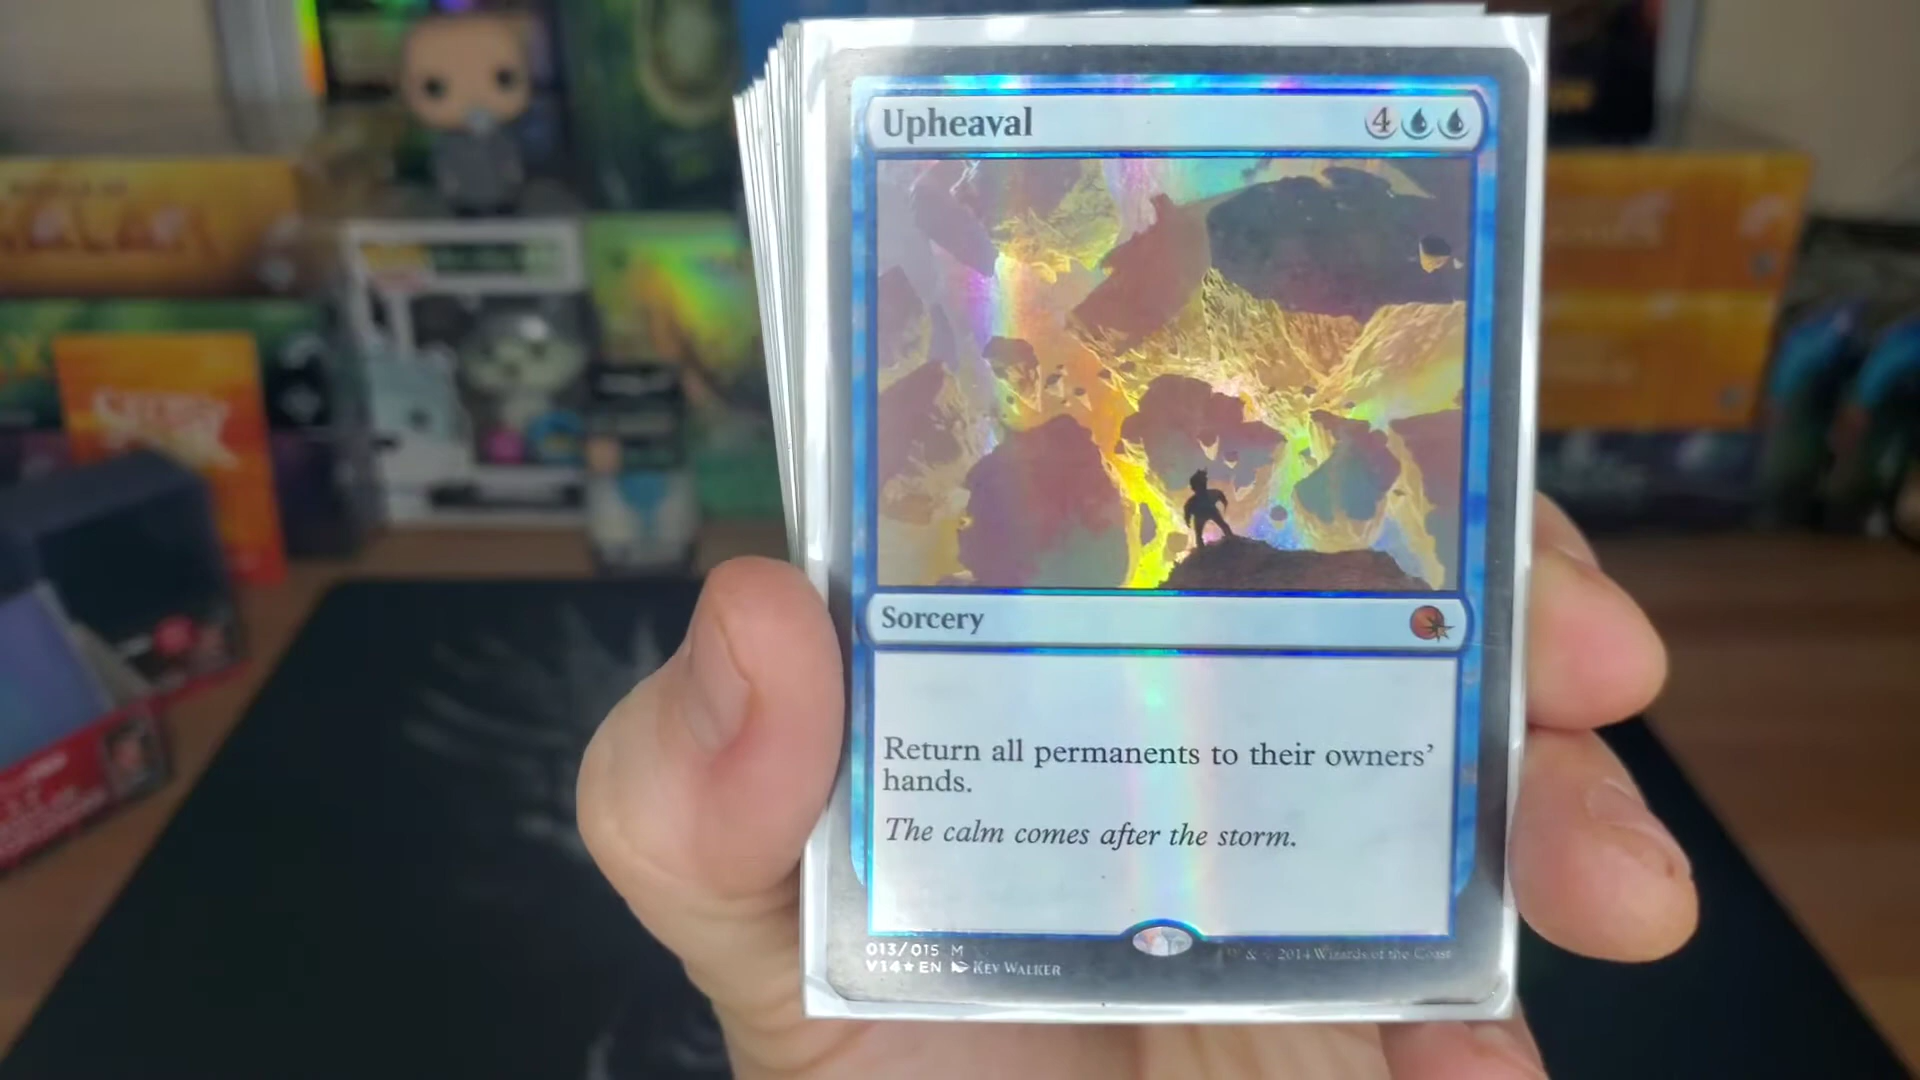 Upheaval
4
Sorcery
Return all permanents to their owners’
hands.
The calm comes after the storm.
013/015 M
V14★EN KEV WALKER
& © 2014 Wizards of the Coast